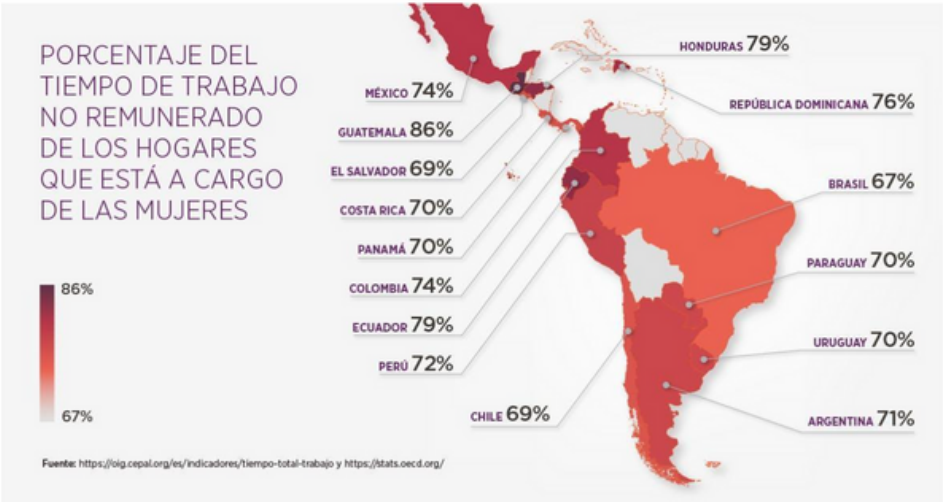 PORCENTAJE DEL
TIEMPO DE TRABAJO
NO REMUNERADO
DE LOS HOGARES
QUE ESTÁ A CARGO
DE LAS MUJERES
86%
67%
MÉXICO 74%
GUATEMALA 86%
EL SALVADOR 69%
COSTA RICA 70%
PANAMÁ 70%
COLOMBIA 74%
ECUADOR 79%
PERÚ 72%
CHILE 69%
HONDURAS 79%
REPÚBLICA DOMINICANA 76%
BRASIL 67%
PARAGUAY 70%
URUGUAY 70%
ARGENTINA 71%
Fuente: https://oig.cepal.org/es/indicadores/tiempo-total-trabajo y https://stats.oecd.org/